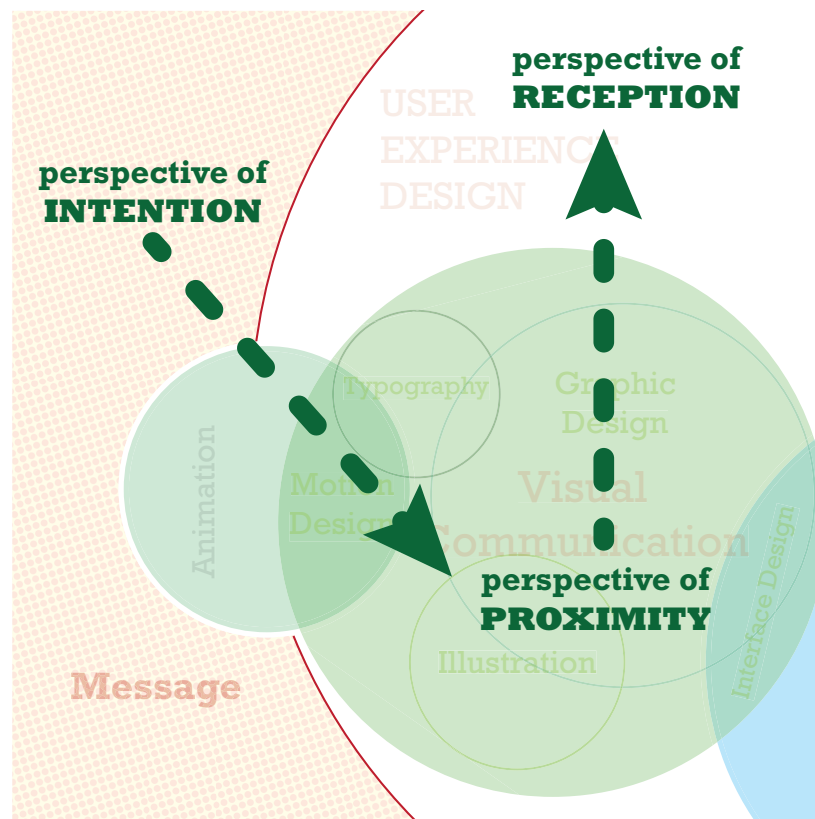 perspective of
RECEPTION
USER
EXPERIENCE
DESIGN
perspective of
INTENTION
Typography
Graphic
Design
Animation
Motion
Design
Visual
Communication
Interface Design
perspective of
PROXIMITY
Illustration
Message